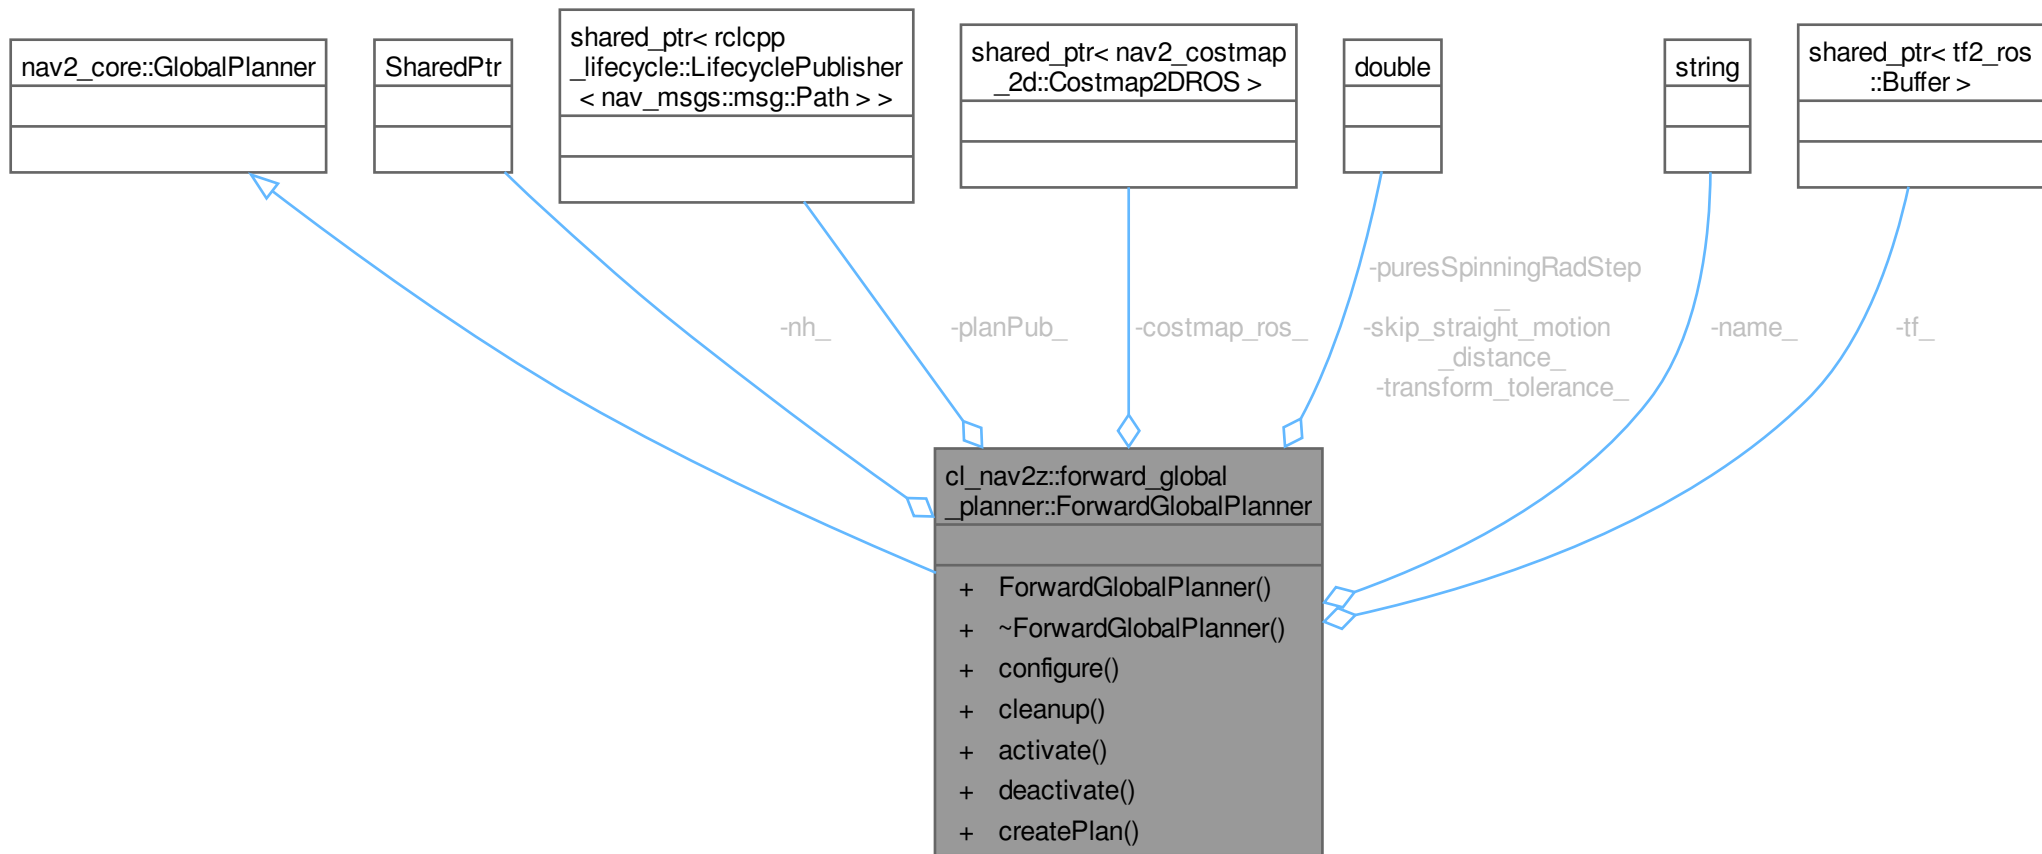 nav2_core::GlobalPlanner
SharedPtr
shared_ptr< rclcpp
_lifecycle::LifecyclePublisher
< nav_msgs::msg::Path > >
shared_ptr< nav2_costmap
_2d::Costmap2DROS >
double
string
shared_ptr< tf2_ros
::Buffer >
-nh_
-planPub_
-costmap_ros_
-puresSpinningRadStep
_
-skip_straight_motion
_distance_
-transform_tolerance_
-name_
-tf_
cl_nav2z::forward_global
_planner::ForwardGlobalPlanner
+ ForwardGlobalPlanner()
+ ~ForwardGlobalPlanner()
+ configure()
+ cleanup()
+ activate()
+ deactivate()
+ createPlan()